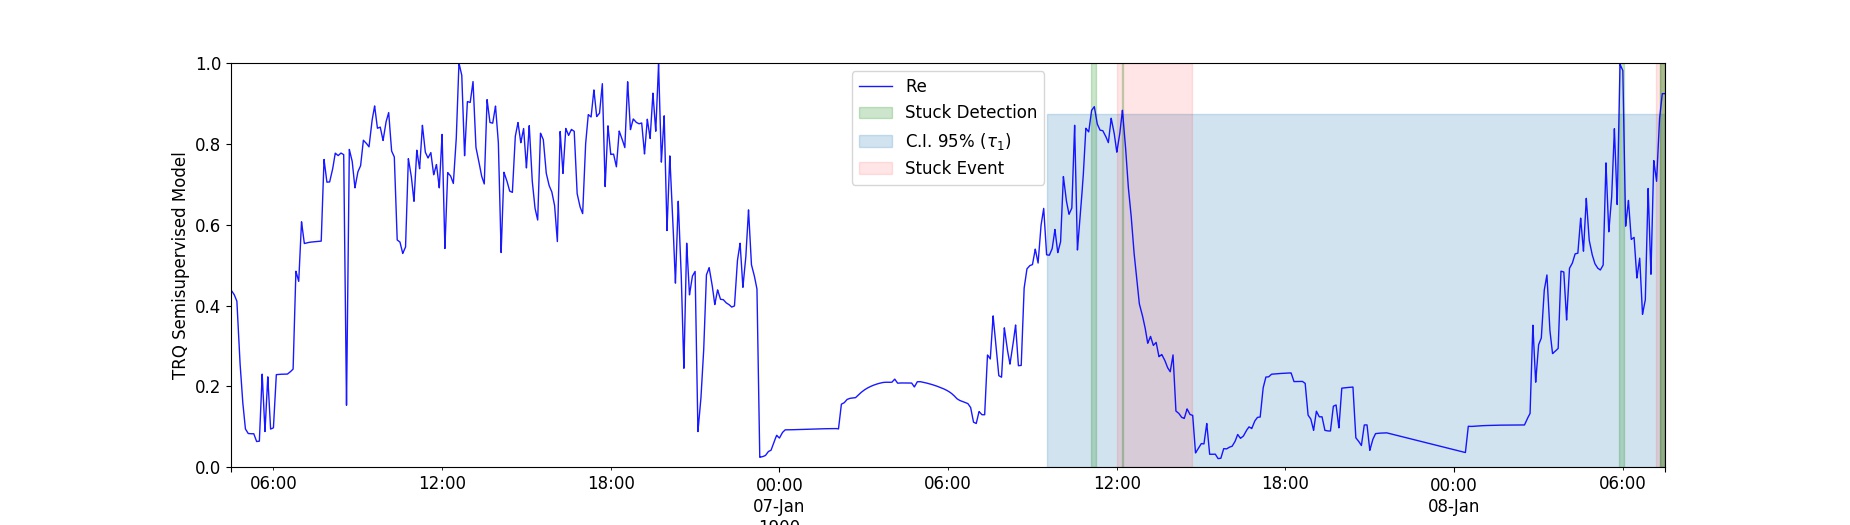 TRQ Semisupervised Model
1.0
0.8
0.6
0.4
0.2
0.0
Re
Stuck Detection
C.I. 95% (τ₁)
Stuck Event
06:00 12:00 18:00 00:00 06:00 12:00 18:00 00:00 06:00
07-Jan 08-Jan
1900